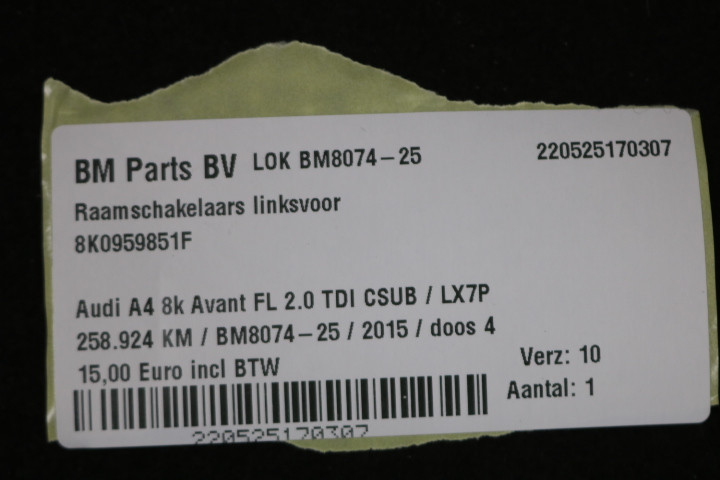 BM Parts BV LOK BM8074-25 220525170307
Raamschakelaars linksvoor
8K0959851F
Audi A4 8k Avant FL 2.0 TDI CSUB / LX7P
258.924 KM / BM8074-25 / 2015 / doos 4
15,00 Euro incl BTW
Verz: 10
Aantal: 1
220525170307